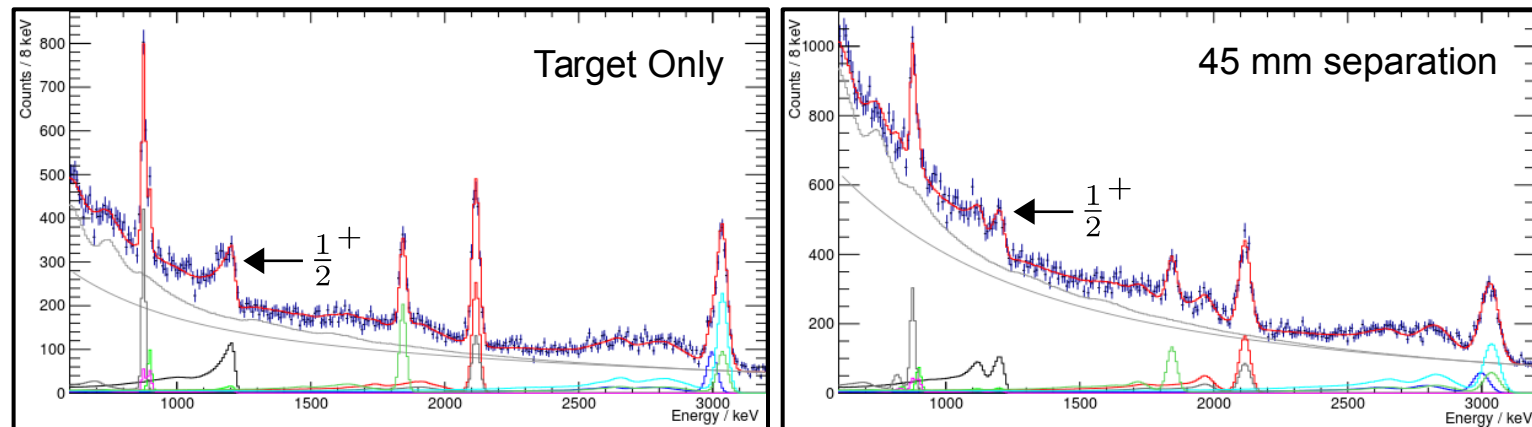 Target Only
Counts / 8 keV
800
700
600
500
400
300
200
100
0
1/2 +
1000 1500 2000 2500 3000
Energy / keV
45 mm separation
Counts / 8 keV
1000
800
600
400
200
0
1/2 +
1000 1500 2000 2500 3000
Energy / keV